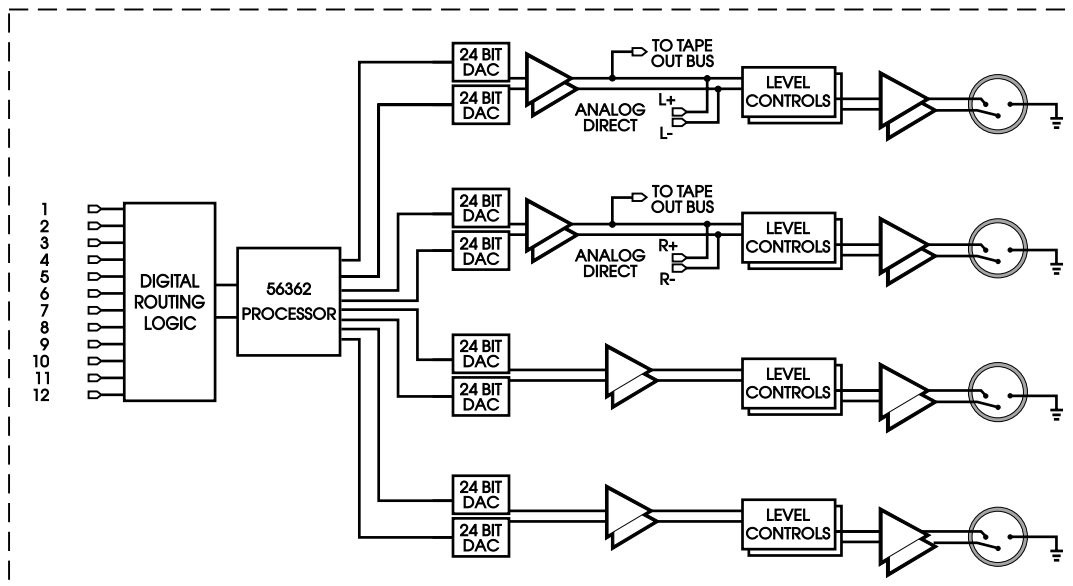 24 BIT
DAC
24 BIT
DAC
TO TAPE
OUT BUS
ANALOG
DIRECT
L+
L-
LEVEL
CONTROLS
1
2
3
4
5
6
7
8
9
10
11
12
DIGITAL
ROUTING
LOGIC
56362
PROCESSOR
24 BIT
DAC
24 BIT
DAC
TO TAPE
OUT BUS
ANALOG
DIRECT
R+
R-
LEVEL
CONTROLS
24 BIT
DAC
24 BIT
DAC
LEVEL
CONTROLS
24 BIT
DAC
24 BIT
DAC
LEVEL
CONTROLS